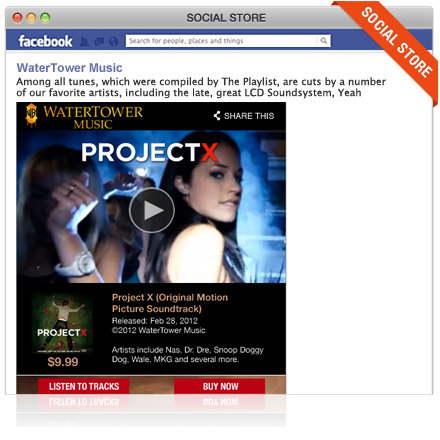 SOCIAL STORE
SOCIAL STORE
facebook
Search for people, places and things
WaterTower Music
Among all tunes, which were compiled by The Playlist, are cuts by a number
of our favorite artists, including the late, great LCD Soundsystem, Yeah
WATERTOWER
MUSIC
SHARE THIS
PROJECTX
Project X (Original Motion
Picture Soundtrack)
Released: Feb 28, 2012
©2012 WaterTower Music
PROJECTX
Artists include Nas, Dr. Dre, Snoop Doggy
Dog, Wale, MKG and several more.
$9.99
LISTEN TO TRACKS
BUY NOW